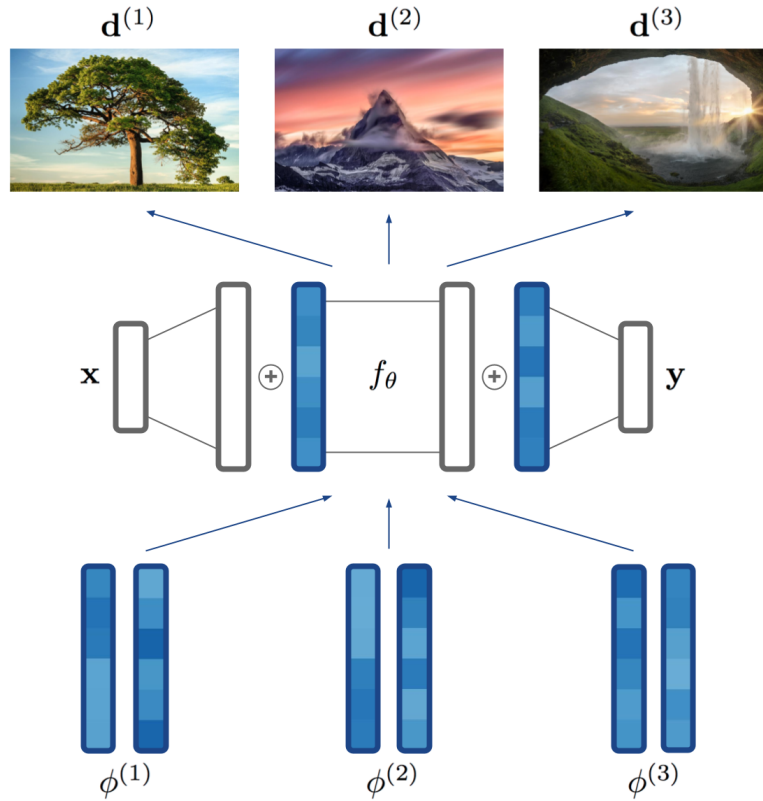 d^(1) d^(2) d^(3)
x + f_θ + y
ϕ^(1) ϕ^(2) ϕ^(3)